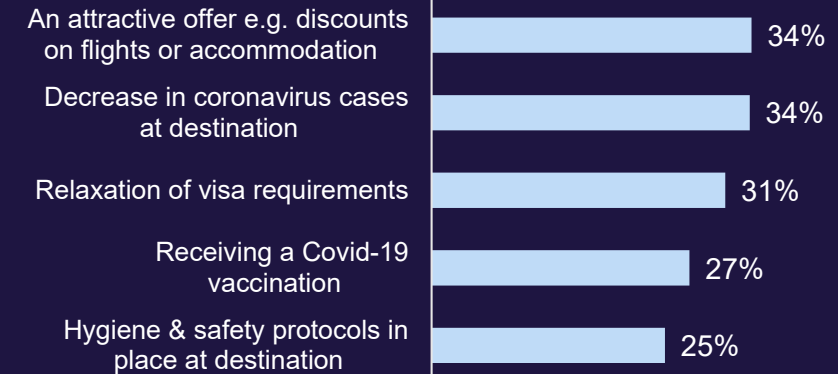 An attractive offer e.g. discounts
on flights or accommodation
34%
Decrease in coronavirus cases
at destination
34%
Relaxation of visa requirements
31%
Receiving a Covid-19
vaccination
27%
Hygiene & safety protocols in
place at destination
25%